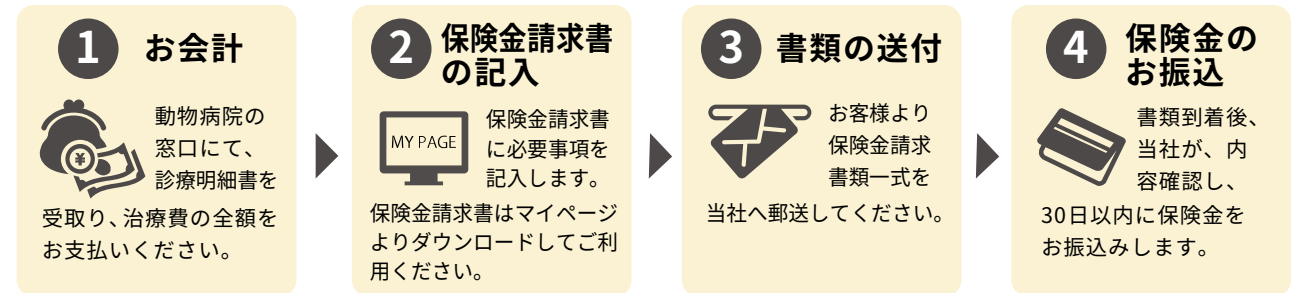 1 お会計
動物病院の
窓口にて、
診療明細書を
受取り、治療費の全額を
お支払いください。
2 保険金請求書
の記入
MY PAGE
保険金請求書
に必要事項を
記入します。
保険金請求書はマイページ
よりダウンロードしてご利
用ください。
3 書類の送付
お客様より
保険金請求
書類一式を
当社へ郵送してください。
4 保険金の
お振込
書類到着後、
当社が、内
容確認し、
30日以内に保険金を
お振込みします。